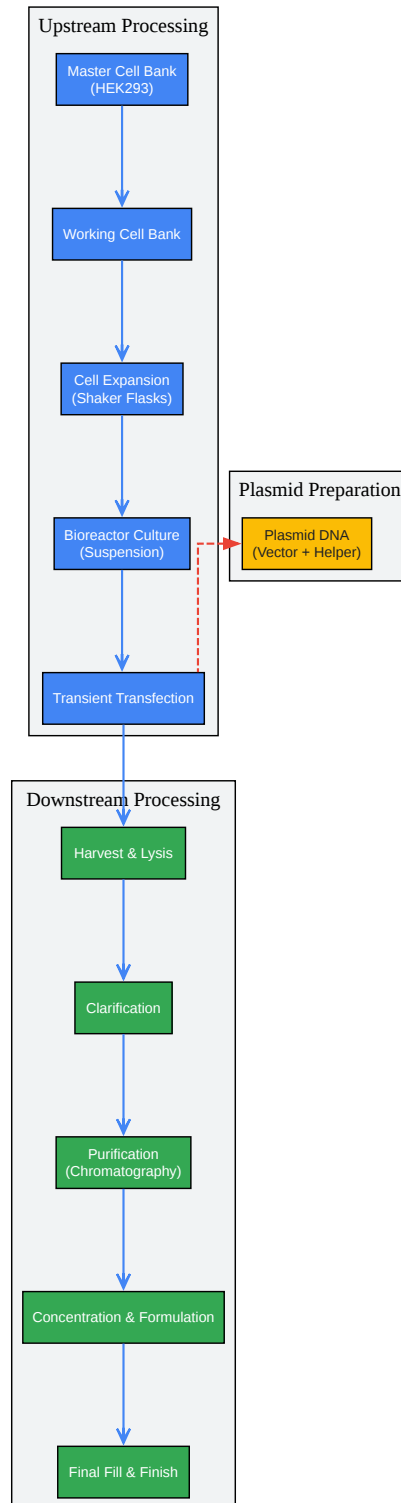 Upstream Processing
Master Cell Bank
(HEK293)
Working Cell Bank
Cell Expansion
(Shaker Flasks)
Plasmid Preparation
Bioreactor Culture
(Suspension)
Plasmid DNA
(Vector + Helper)
Transient Transfection
Downstream Processing
Harvest & Lysis
Clarification
Purification
(Chromatography)
Concentration & Formulation
Final Fill & Finish